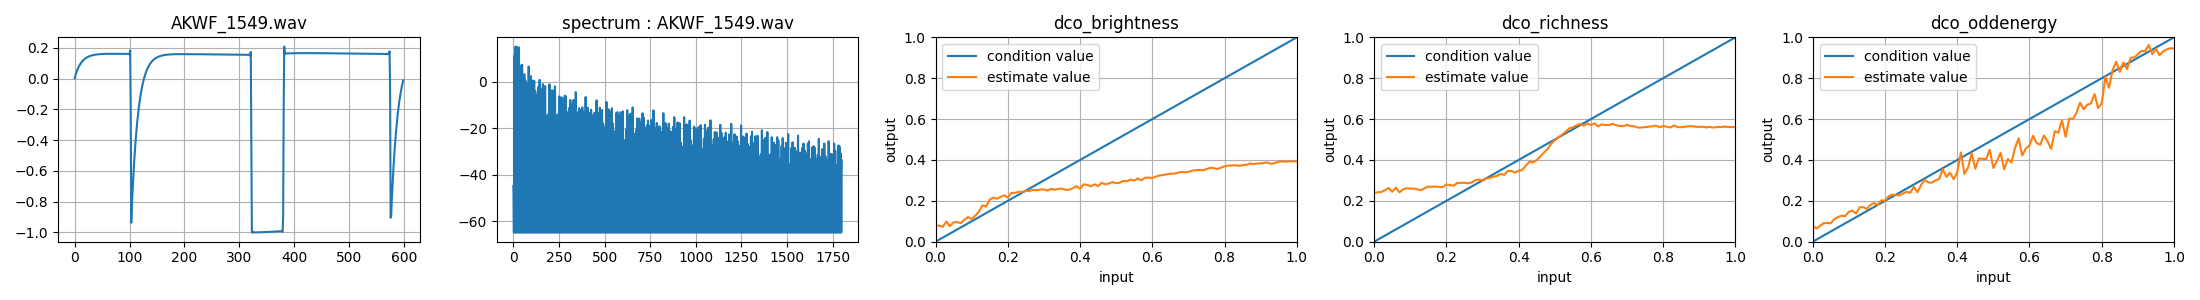 AKWF_1549.wav
0.2
0.0
−0.2
−0.4
−0.6
−0.8
−1.0
0 100 200 300 400 500 600
spectrum : AKWF_1549.wav
0
−20
−40
−60
0 250 500 750 1000 1250 1500 1750
dco_brightness
condition value
estimate value
output
1.0
0.8
0.6
0.4
0.2
0.0
0.0 0.2 0.4 0.6 0.8 1.0
input
dco_richness
condition value
estimate value
output
1.0
0.8
0.6
0.4
0.2
0.0
0.0 0.2 0.4 0.6 0.8 1.0
input
dco_oddenergy
condition value
estimate value
output
1.0
0.8
0.6
0.4
0.2
0.0
0.0 0.2 0.4 0.6 0.8 1.0
input